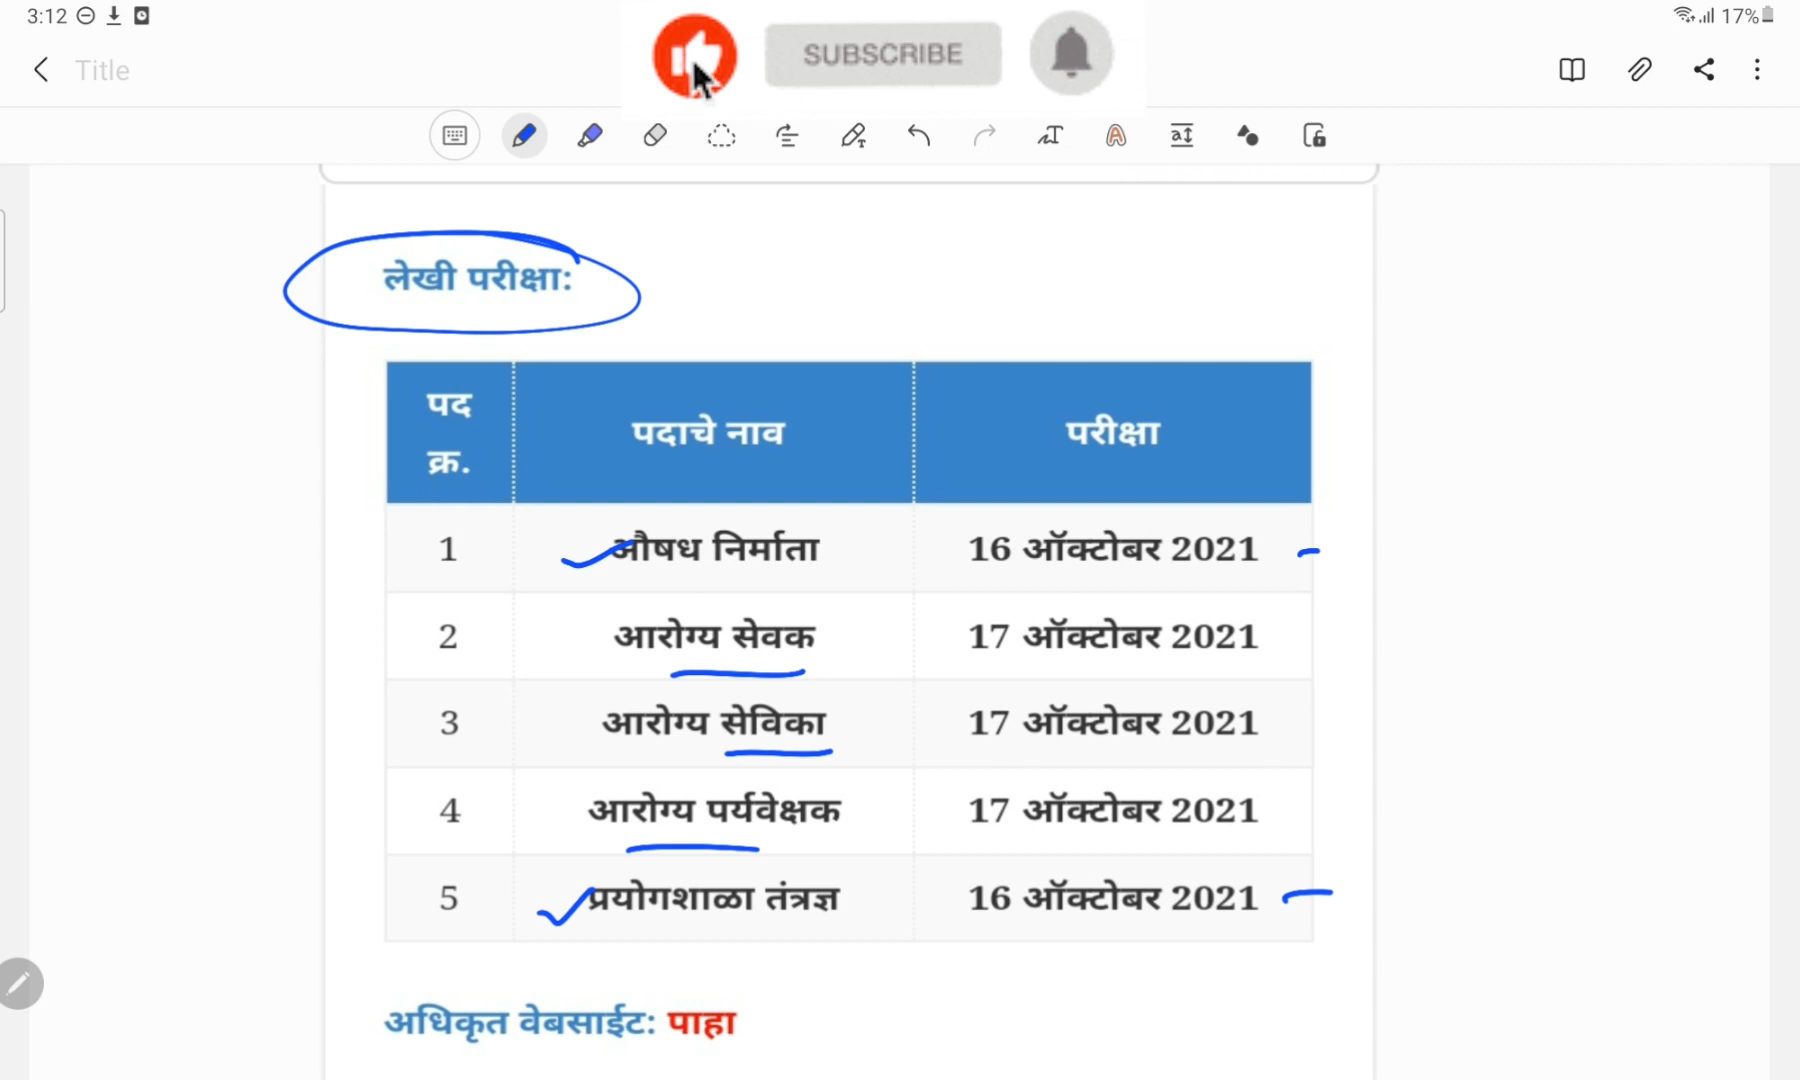 3:12
17%
Title
SUBSCRIBE
लेखी परीक्षा:
पद क्र. पदाचे नाव परीक्षा
1 औषध निर्माता 16 ऑक्टोबर 2021
2 आरोग्य सेवक 17 ऑक्टोबर 2021
3 आरोग्य सेविका 17 ऑक्टोबर 2021
4 आरोग्य पर्यवेक्षक 17 ऑक्टोबर 2021
5 प्रयोगशाळा तंत्रज्ञ 16 ऑक्टोबर 2021
अधिकृत वेबसाईट: पाहा